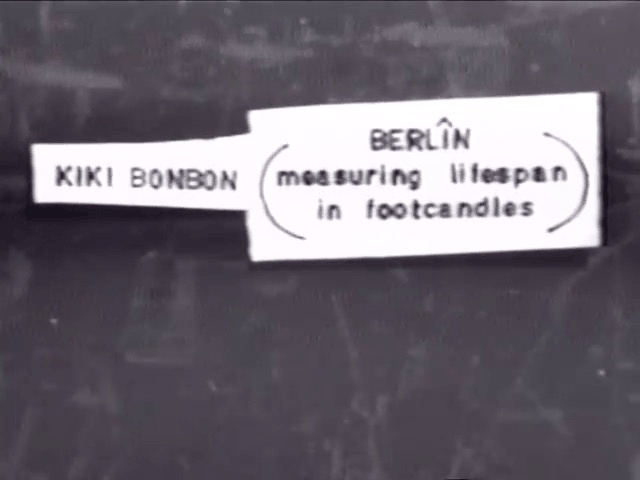 KIKI BONBON
BERLÎN
(measuring lifespan
in footcandles)